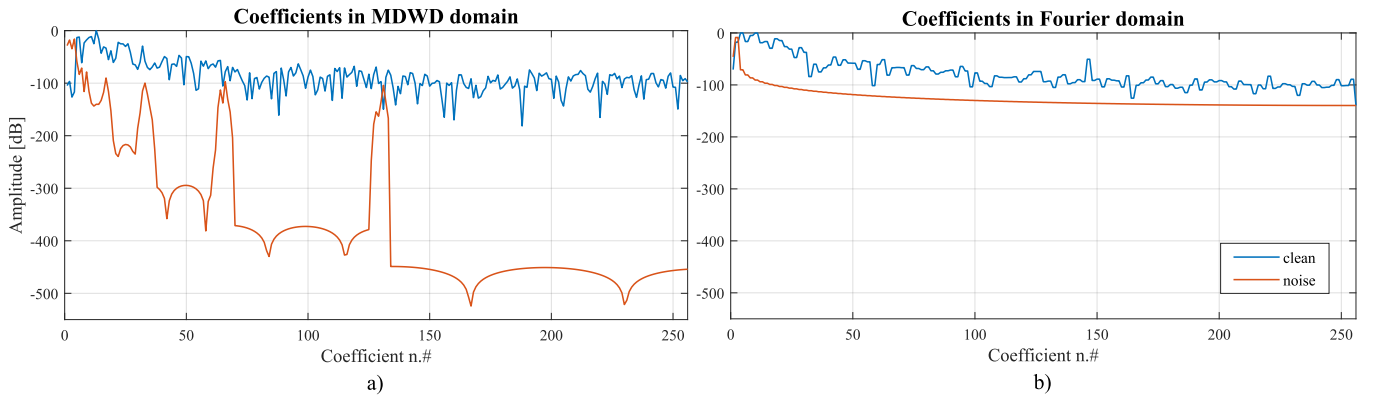 Coefficients in MDWD domain
0
-100
-200
-300
-400
-500
Amplitude [dB]
0 50 100 150 200 250
Coefficient n.#
a)
Coefficients in Fourier domain
0
-100
-200
-300
-400
-500
clean
noise
0 50 100 150 200 250
Coefficient n.#
b)